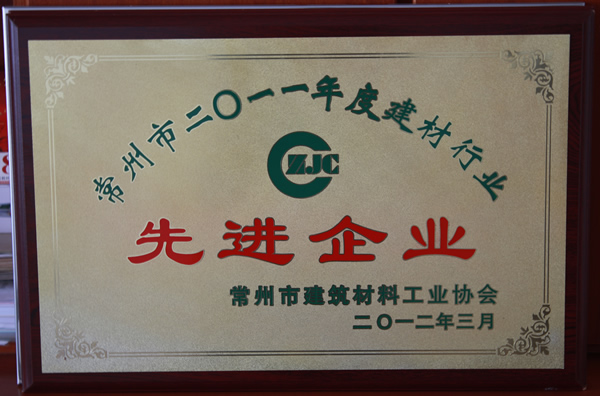 常州市二〇一一年度建材行业
ZJC
先进企业
常州市建筑材料工业协会
二〇一二年三月